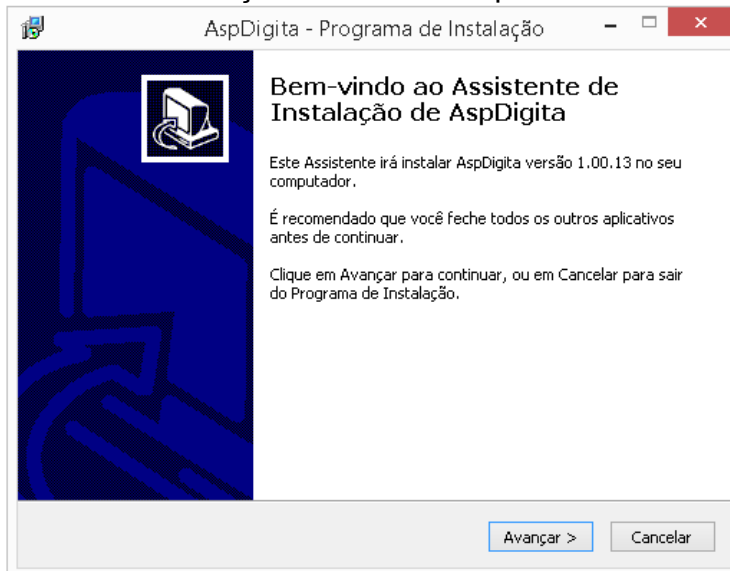 AspDigita - Programa de Instalação
Bem-vindo ao Assistente de
Instalação de AspDigita
Este Assistente irá instalar AspDigita versão 1.00.13 no seu
computador.
É recomendado que você feche todos os outros aplicativos
antes de continuar.
Clique em Avançar para continuar, ou em Cancelar para sair
do Programa de Instalação.
Avançar >
Cancelar